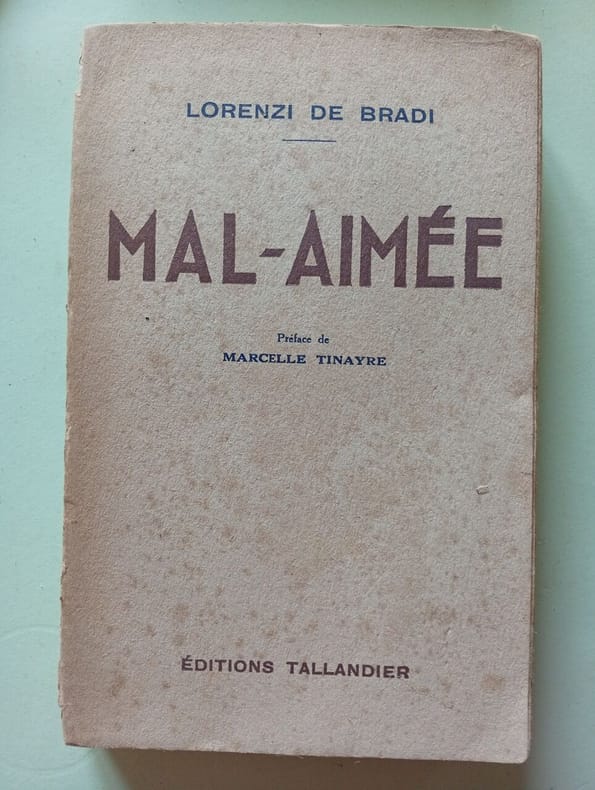 LORENZI DE BRADI
MAL-AIMÉE
Préface de
MARCELLE TINAYRE
ÉDITIONS TALLANDIER